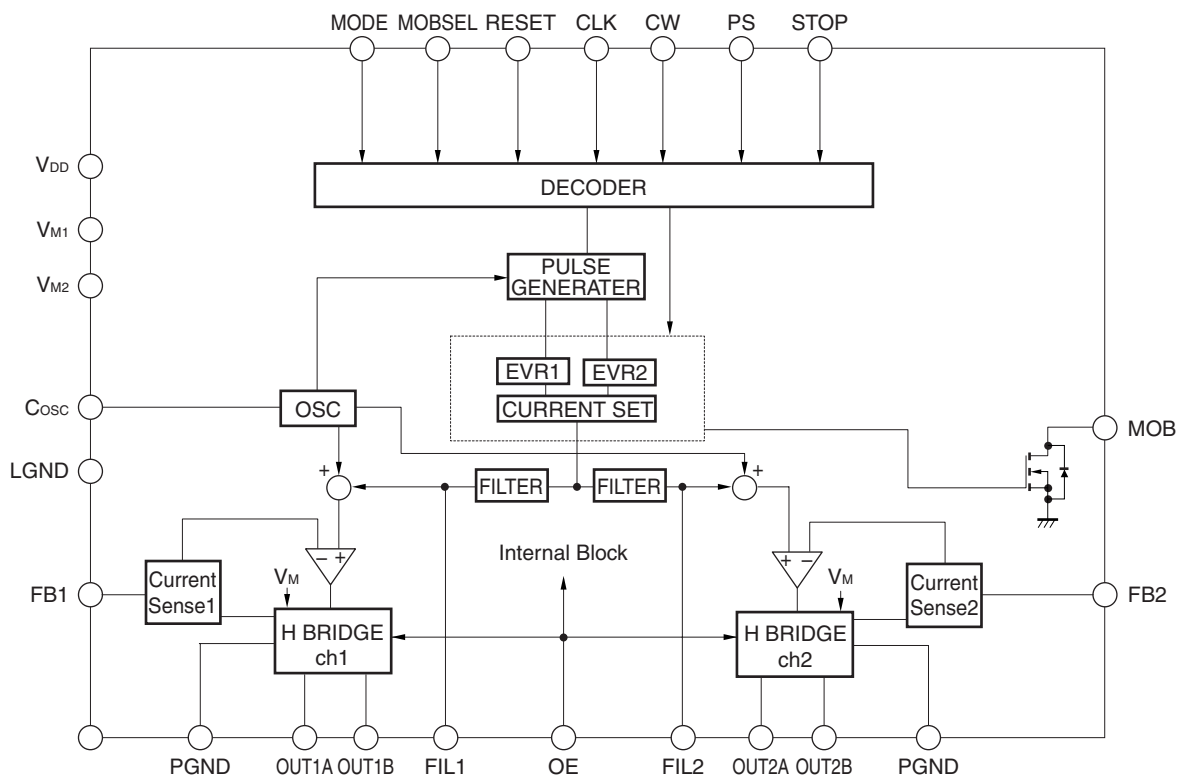 MODE MOBSEL RESET CLK CW PS STOP
VDD
DECODER
VM1
PULSE
GENERATER
VM2
EVR1 EVR2
COSC
OSC
CURRENT SET
MOB
LGND
+
+
FILTER
FILTER
Internal Block
− +
+ −
FB1
Current
Sense1
VM
VM
Current
Sense2
FB2
H BRIDGE
ch1
H BRIDGE
ch2
PGND OUT1A OUT1B FIL1 OE FIL2 OUT2A OUT2B PGND